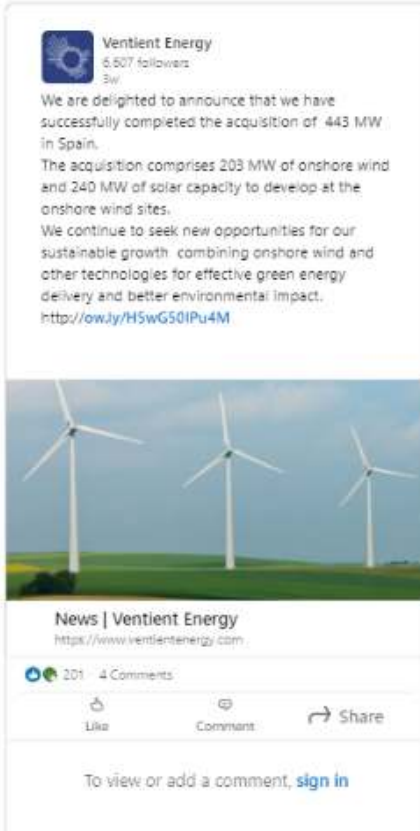 Ventient Energy
6,607 followers
3w
We are delighted to announce that we have
successfully completed the acquisition of 443 MW
in Spain.
The acquisition comprises 203 MW of onshore wind
and 240 MW of solar capacity to develop at the
onshore wind sites.
We continue to seek new opportunities for our
sustainable growth combining onshore wind and
other technologies for effective green energy
delivery and better environmental impact.
http://ow.ly/H5wG50IPu4M
News | Ventient Energy
https://www.ventientenergy.com
201 · 4 Comments
Like Comment Share
To view or add a comment, sign in